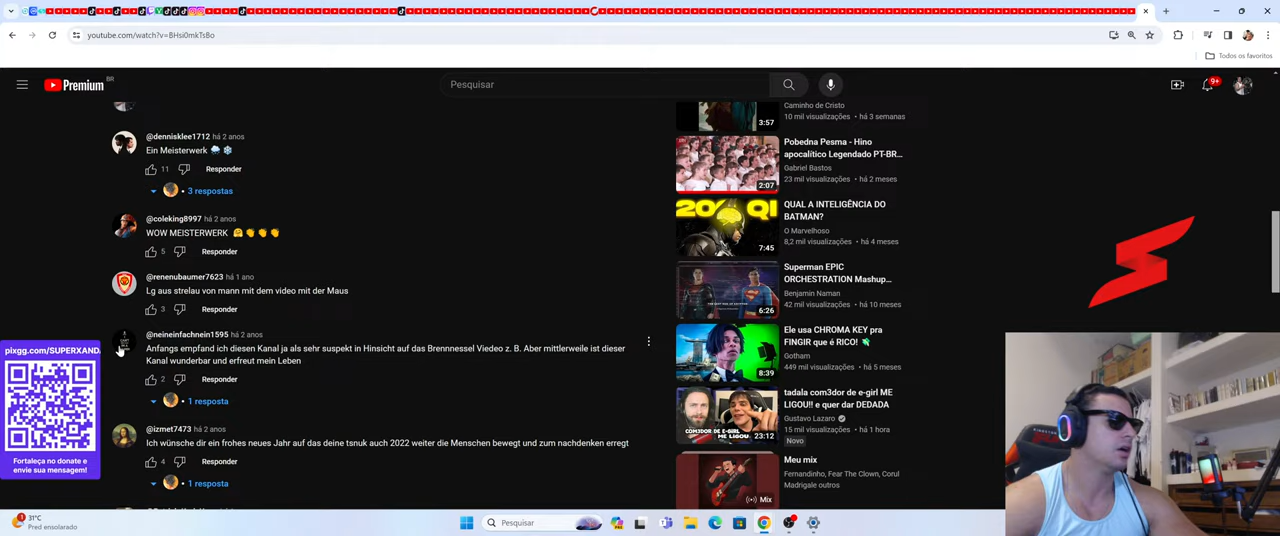 youtube.com/watch?v=BHsi0mkTsBo
Todos os favoritos
Premium BR
Pesquisar
9+
@dennisklee1712 há 2 anos
Ein Meisterwerk 🌧️ ❄️
11 Responder
3 respostas
@coleking8997 há 2 anos
WOW MEISTERWERK 🤗 👏 👏 👏
5 Responder
@renenubaumer7623 há 1 ano
Lg aus strelau von mann mit dem video mit der Maus
3 Responder
@neineinfachnein1595 há 2 anos
Anfangs empfand ich diesen Kanal ja als sehr suspekt in Hinsicht auf das Brennnessel Viedeo z. B. Aber mittlerweile ist dieser
Kanal wunderbar und erfreut mein Leben
2 Responder
1 resposta
@izmet7473 há 2 anos
Ich wünsche dir ein frohes neues Jahr auf das deine tsnuk auch 2022 weiter die Menschen bewegt und zum nachdenken erregt
4 Responder
1 resposta
3:57
Caminho de Cristo
10 mil visualizações • há 3 semanas
2:07
Pobedna Pesma - Hino
apocalítico Legendado PT-BR...
Gabriel Bastos
23 mil visualizações • há 2 meses
200 QI
7:45
QUAL A INTELIGÊNCIA DO
BATMAN?
O Marvelhoso
8,2 mil visualizações • há 4 meses
6:26
Superman EPIC
ORCHESTRATION Mashup...
Benjamin Naman
42 mil visualizações • há 10 meses
8:39
Ele usa CHROMA KEY pra
FINGIR que é RICO! 💸
Gotham
449 mil visualizações • há 5 meses
COM3DOR DE E-GIRL
ME LIGOU
23:12
tadala com3dor de e-girl ME
LIGOU!! e quer dar DEDADA
Gustavo Lazaro
15 mil visualizações • há 1 hora
Novo
Mix
Meu mix
Fernandinho, Fear The Clown, Corul
Madrigale outros
pixgg.com/SUPERXAND
Fortaleça no donate e
envie sua mensagem!
1
31°C
Pred ensolarado
Pesquisar